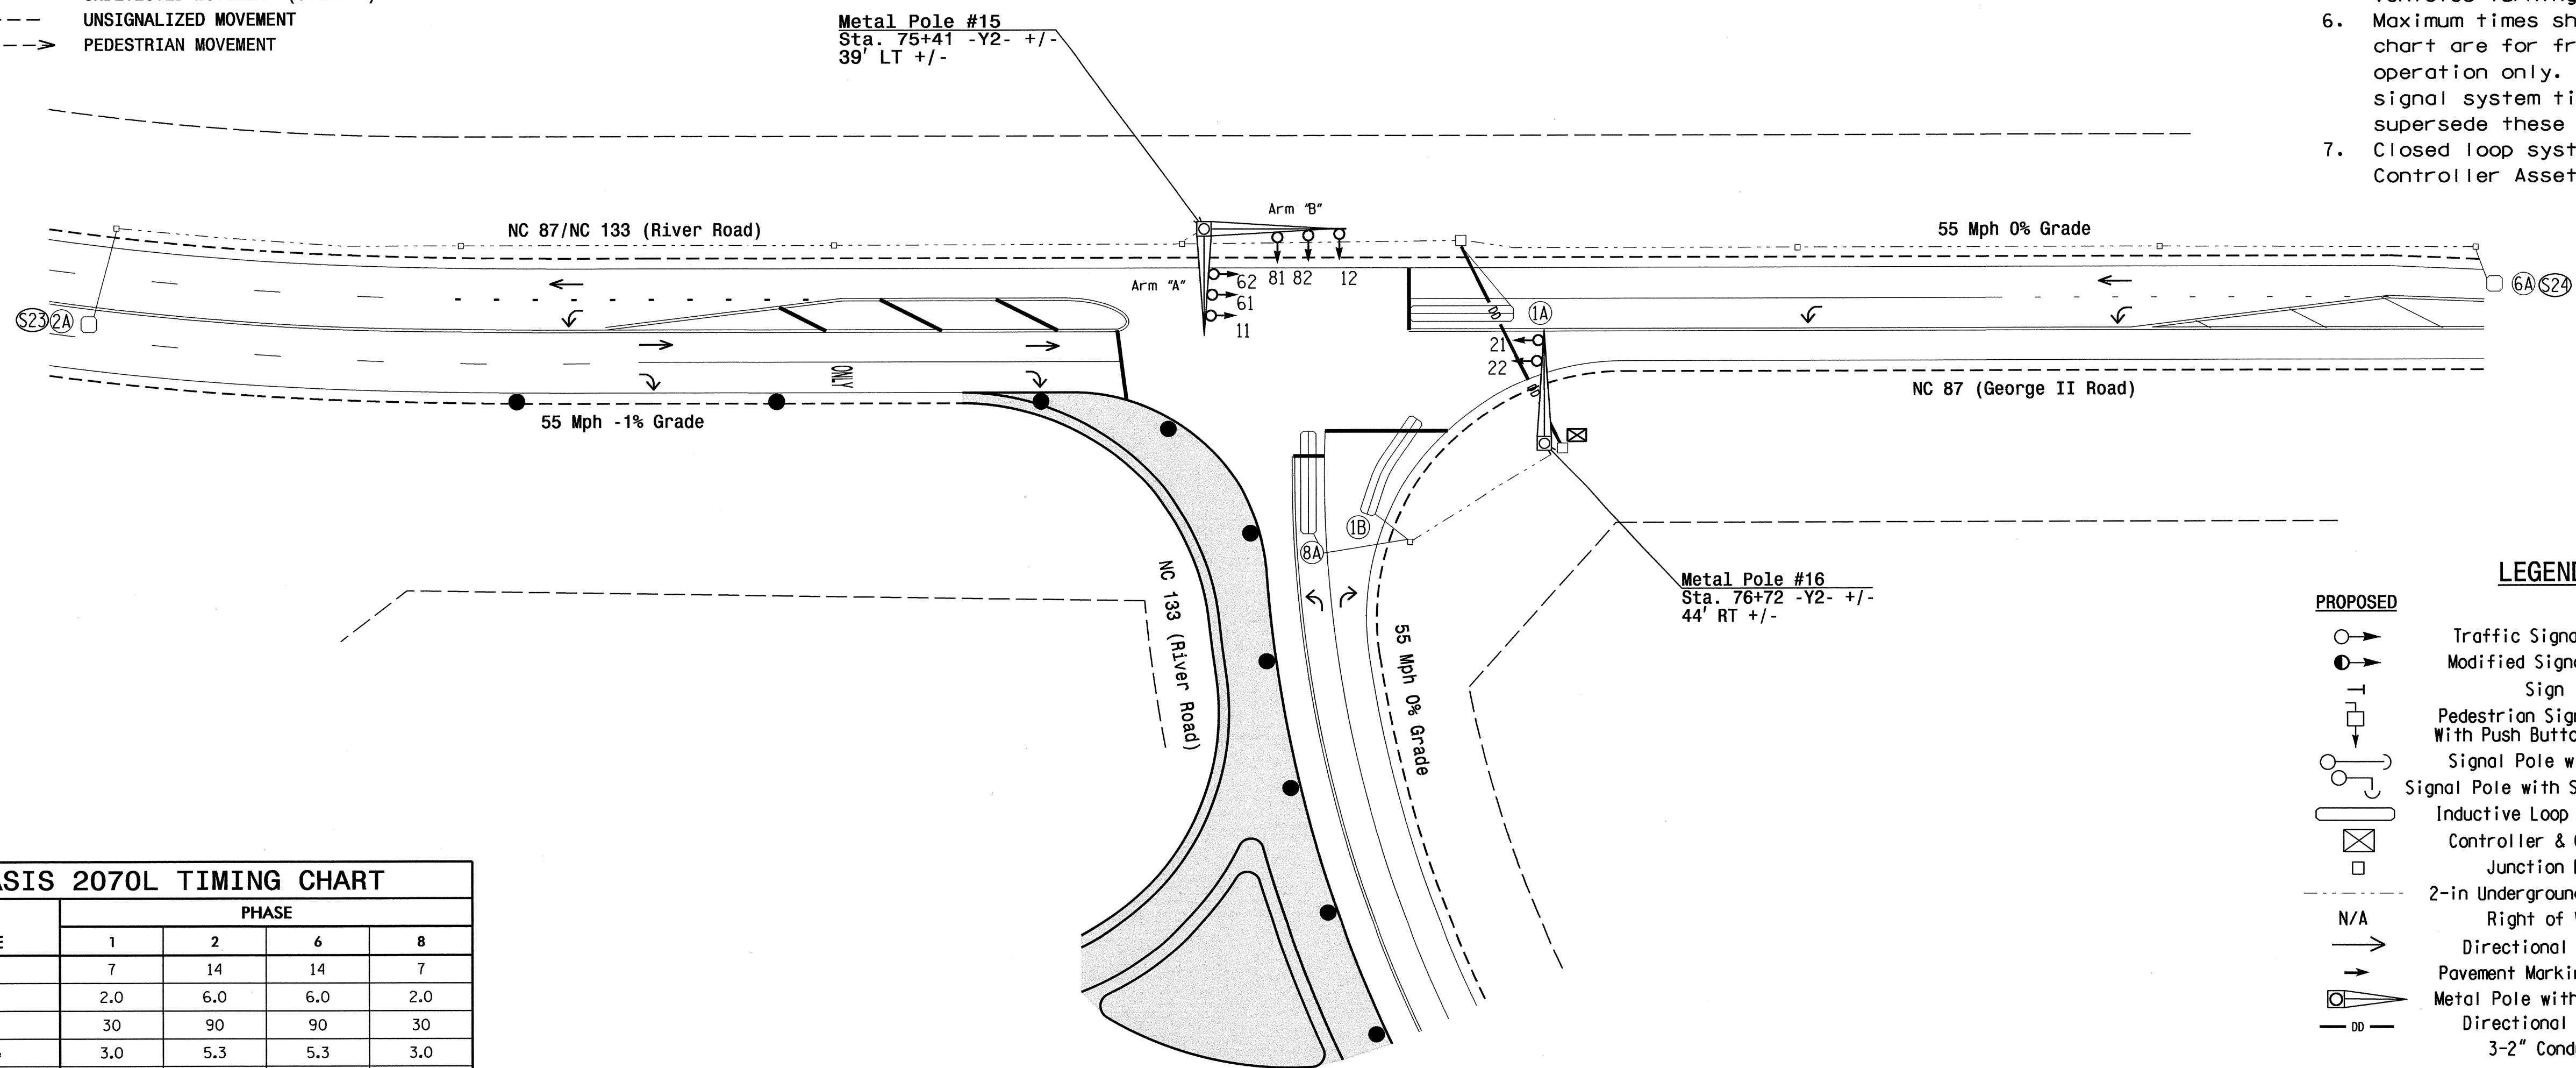 UNSIGNALIZED MOVEMENT
PEDESTRIAN MOVEMENT
Metal Pole #15
Sta. 75+41 -Y2- +/-
39' LT +/-
6. Maximum times sh
chart are for fr
operation only.
signal system ti
supersede these
7. Closed loop syst
Controller Asset
NC 87/NC 133 (River Road)
Arm "B"
55 Mph 0% Grade
Arm "A"
62
61
11
81 82 12
S23 2A
1A
6A S24
21
22
ONLY
55 Mph -1% Grade
NC 87 (George II Road)
1B
8A
NC 133 (River Road)
55 Mph 0% Grade
Metal Pole #16
Sta. 76+72 -Y2- +/-
44' RT +/-
LEGEN
PROPOSED
Traffic Signa
Modified Signa
Sign
Pedestrian Sign
With Push Butto
Signal Pole w
Signal Pole with S
Inductive Loop
Controller &
Junction
2-in Undergroun
N/A Right of
Directional
Pavement Markin
Metal Pole with
DD Directional
3-2" Cond
ASIS 2070L TIMING CHART
PHASE
E 1 2 6 8
7 14 14 7
2.0 6.0 6.0 2.0
30 90 90 30
3.0 5.3 5.3 3.0